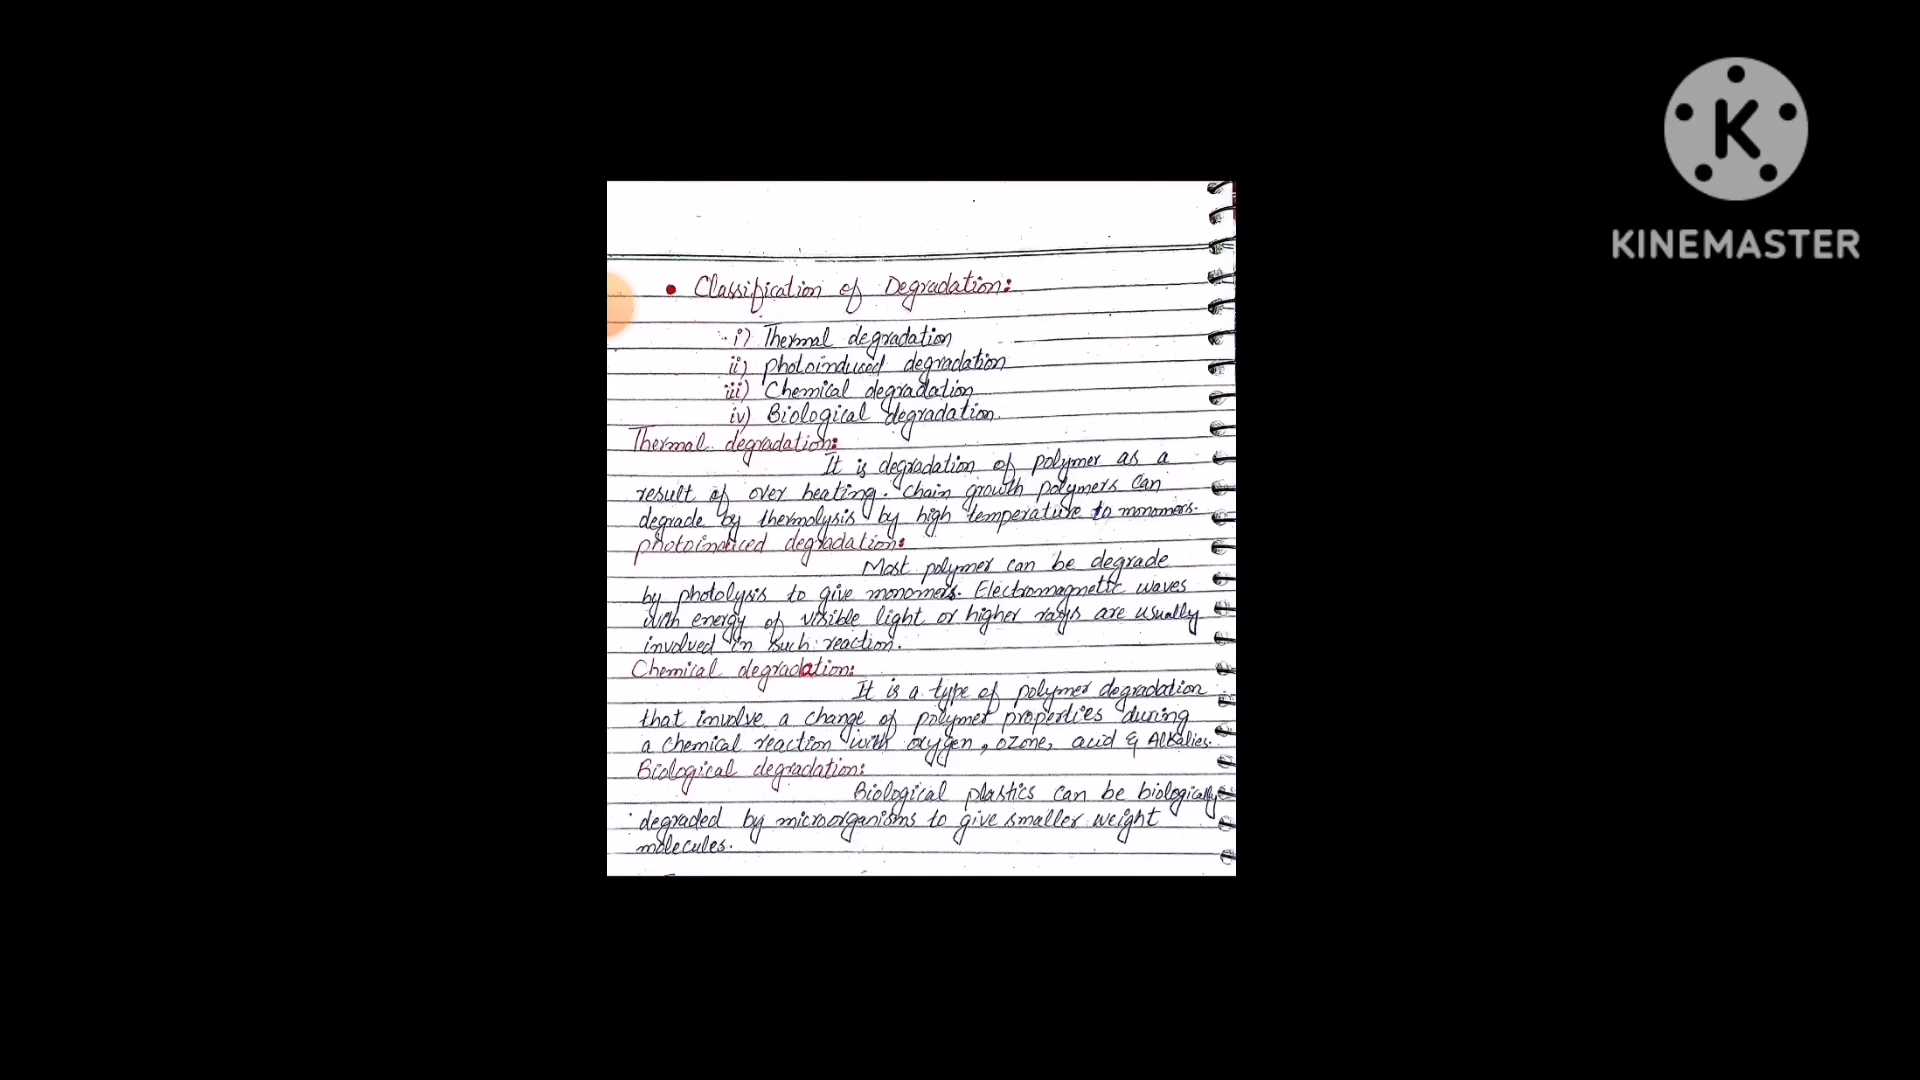 KINEMASTER
• Classification of Degradation:
i) Thermal degradation
ii) photoinduced degradation
iii) Chemical degradation
iv) Biological degradation.
Thermal degradation:
It is degradation of polymer as a
result of over heating. Chain growth polymers can
degrade by thermolysis by high temperature to monomers.
photoinduced degradation:
Most polymer can be degrade
by photolysis to give monomers. Electromagnetic waves
with energy of visible light or higher rays are usually
involved in such reaction.
Chemical degradation:
It is a type of polymer degradation
that involve a change of polymer properties during
a chemical reaction with oxygen, ozone, acid & Alkalies.
Biological degradation:
Biological plastics can be biologically
degraded by microorganisms to give smaller weight
molecules.